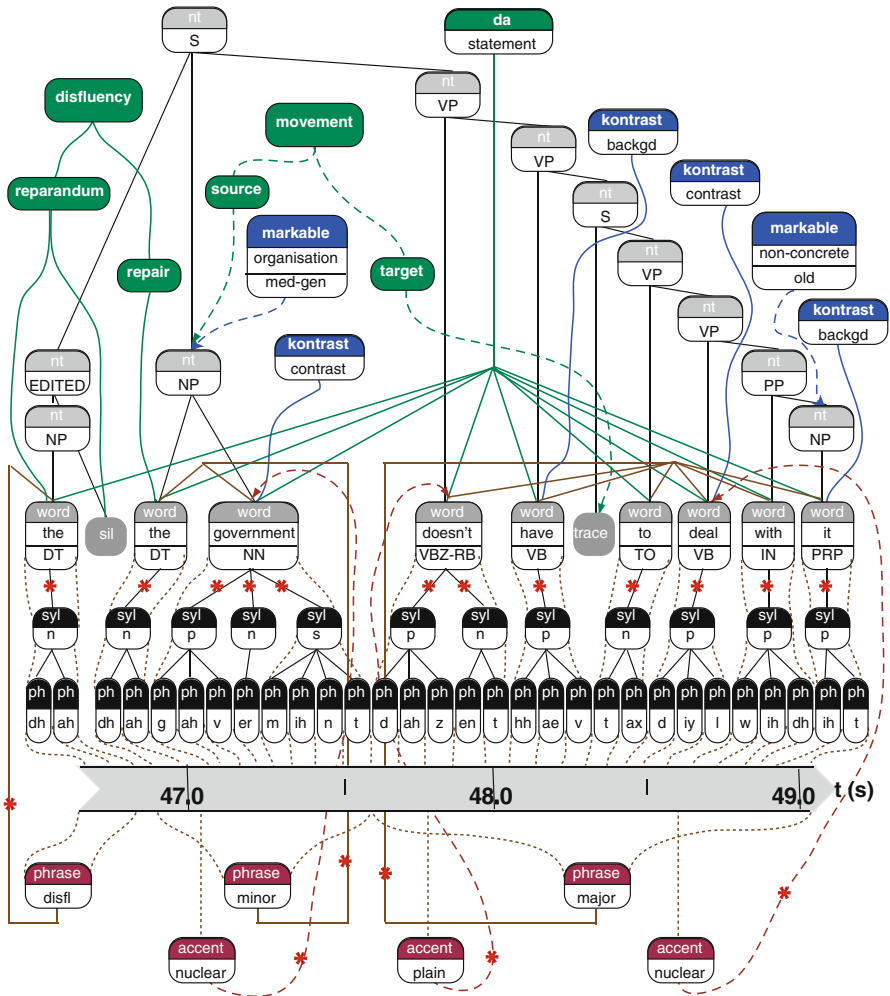 nt
S
da
statement
nt
VP
disfluency
movement
kontrast
backgd
nt
VP
kontrast
contrast
reparandum
source
nt
S
markable
organisation
med-gen
markable
non-concrete
old
repair
target
nt
VP
nt
VP
kontrast
backgd
kontrast
contrast
nt
EDITED
nt
NP
nt
PP
nt
NP
nt
NP
word word word word word word word word word
the sil the government doesn't have trace to deal with it
DT DT NN VBZ-RB VB TO VB IN PRP
* * * * * * * * * * * *
syl syl syl syl syl syl syl syl syl syl syl syl
n n p n s p n p n p p p
ph ph ph ph ph ph ph ph ph ph ph ph ph ph ph ph ph ph ph ph ph ph ph ph ph ph ph ph
dh ah dh ah g ah v er m ih n t d ah z en t hh ae v t ax d iy l w ih dh ih t
47.0 48.0 49.0 t (s)
*
* * *
phrase phrase phrase
disfl minor major
*
accent accent accent
nuclear * plain * nuclear